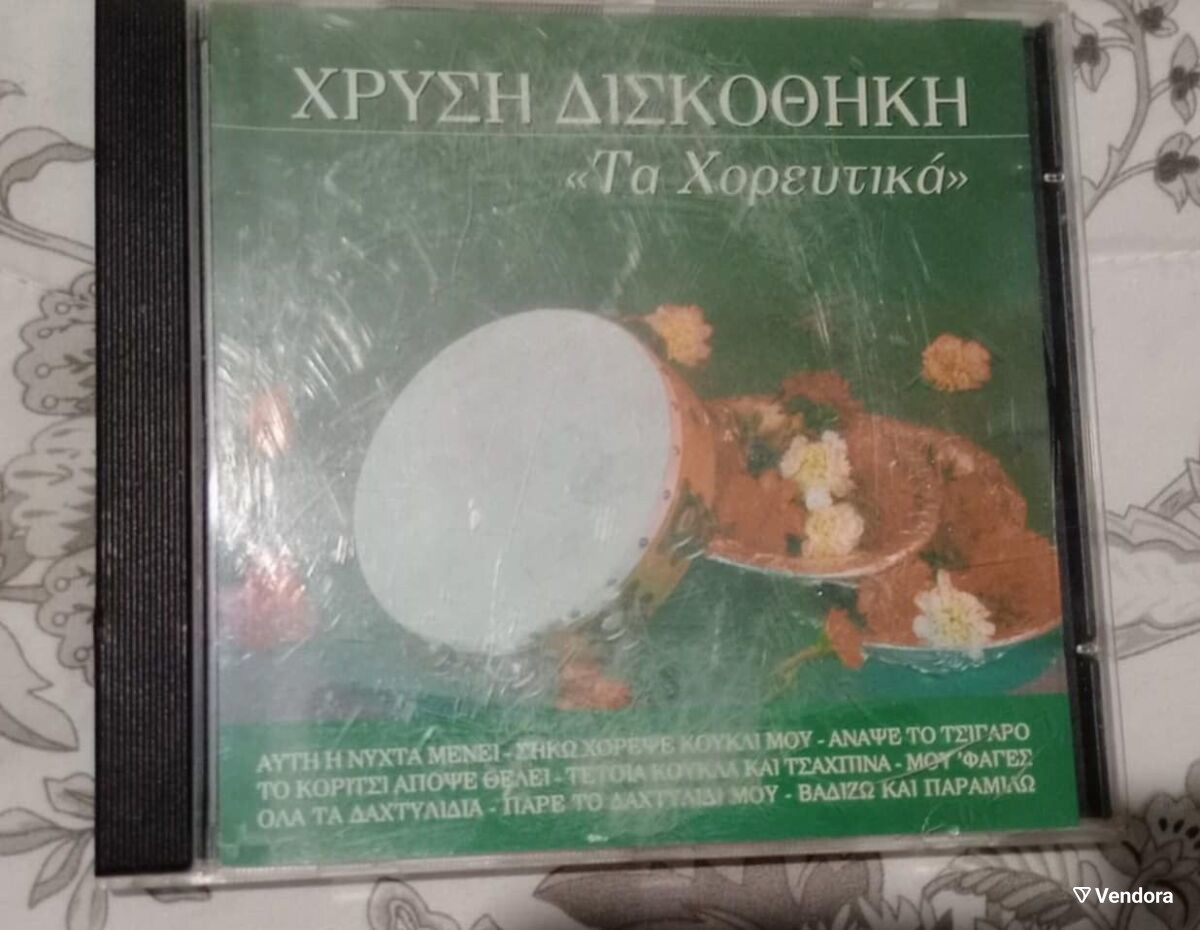 ΧΡΥΣΗ ΔΙΣΚΟΘΗΚΗ
«Τα Χορευτικά»
ΑΥΤΗ Η ΝΥΧΤΑ ΜΕΝΕΙ - ΣΗΚΩ ΧΟΡΕΨΕ ΚΟΥΚΛΙ ΜΟΥ - ΑΝΑΨΕ ΤΟ ΤΣΙΓΑΡΟ
ΤΟ ΚΟΡΙΤΣΙ ΑΠΟΨΕ ΘΕΛΕΙ - ΤΕΤΟΙΑ ΚΟΥΚΛΑ ΚΑΙ ΤΣΑΧΠΙΝΑ - ΜΟΥ 'ΦΑΓΕΣ
ΟΛΑ ΤΑ ΔΑΧΤΥΛΙΔΙΑ - ΠΑΡΕ ΤΟ ΔΑΧΤΥΛΙΔΙ ΜΟΥ - ΒΑΔΙΖΩ ΚΑΙ ΠΑΡΑΜΙΛΩ
Vendora